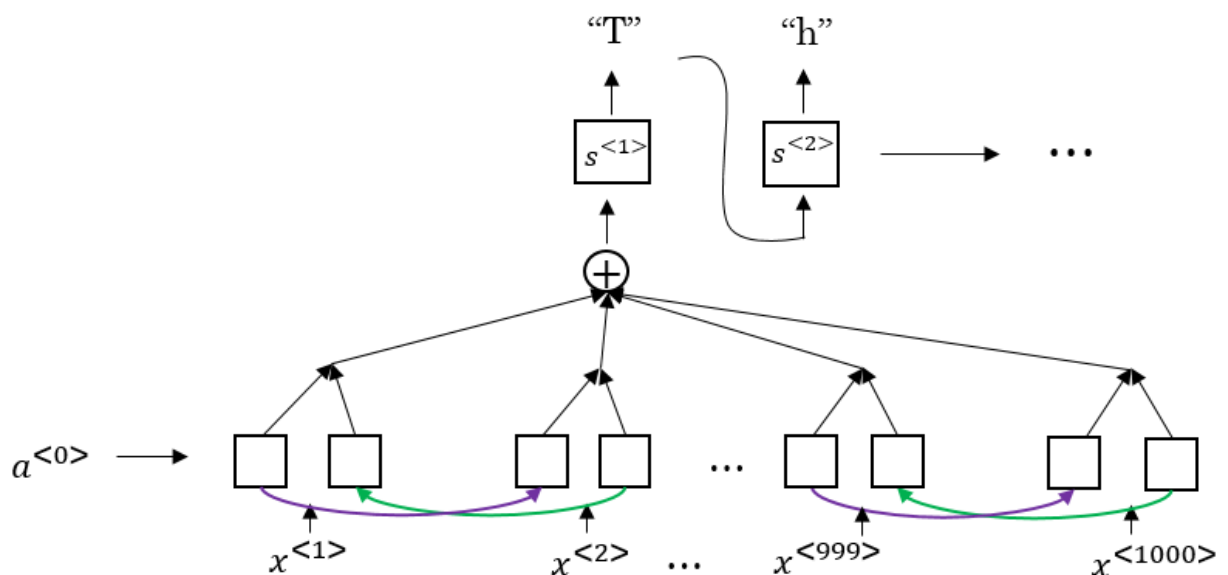 “T” “h”
s<1> s<2> ...
+
a<0>
...
x<1> x<2> ... x<999> x<1000>